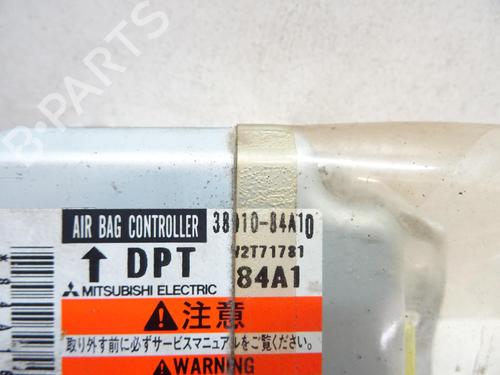 B-PARTS
AIR BAG CONTROLLER 38910-84A10
DPT W2T71781
MITSUBISHI ELECTRIC 84A1
注意
取り外す前に必ずサービスマニュアルをご覧ください。
WARNING